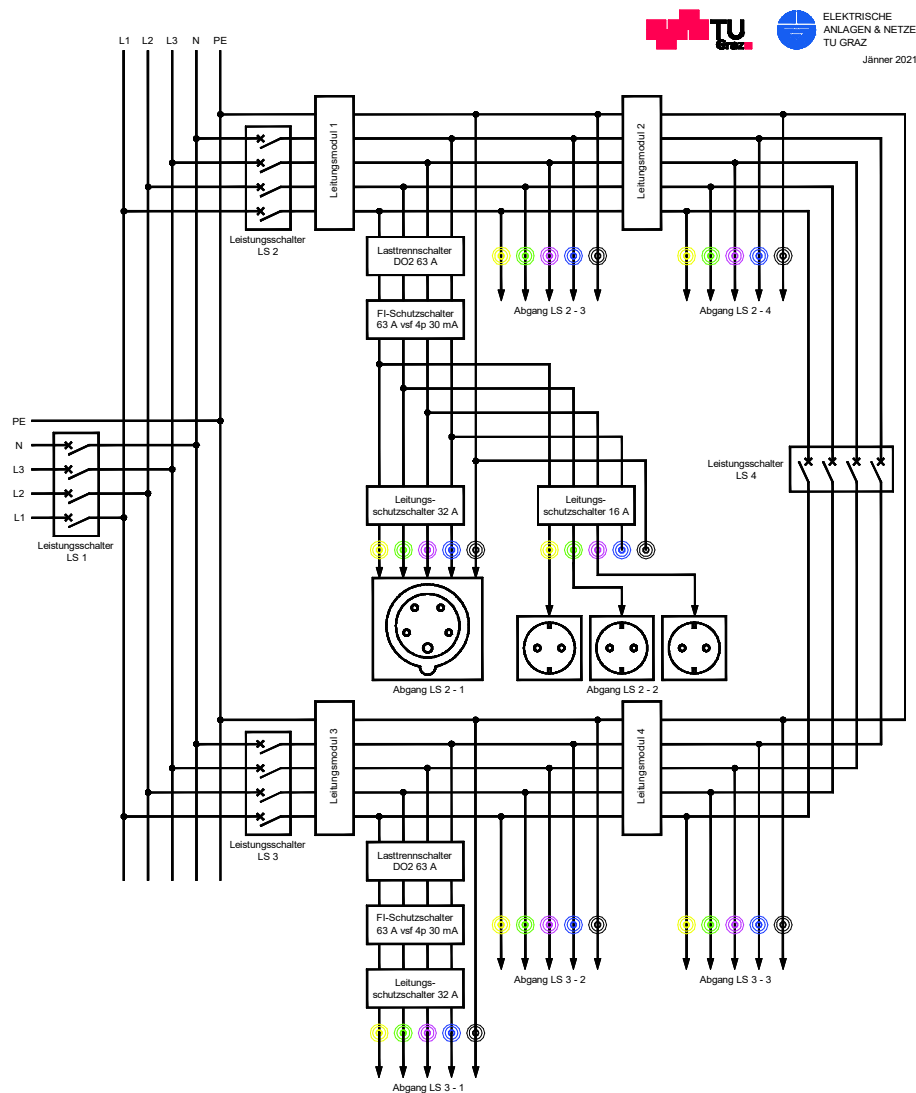 TU
Graz
ELEKTRISCHE
ANLAGEN & NETZE
TU GRAZ
Jänner 2021
L1 L2 L3 N PE
Leitungsmodul 1
Leitungsmodul 2
Leistungsschalter
LS 2
Lasttrennschalter
DO2 63 A
Abgang LS 2 - 3
Abgang LS 2 - 4
FI-Schutzschalter
63 A vsf 4p 30 mA
PE
N
L3
L2
L1
Leistungsschalter
LS 1
Leistungsschalter
LS 4
Leitungs-
schutzschalter 32 A
Leitungs-
schutzschalter 16 A
Abgang LS 2 - 1
Abgang LS 2 - 2
Leitungsmodul 3
Leitungsmodul 4
Leistungsschalter
LS 3
Lasttrennschalter
DO2 63 A
FI-Schutzschalter
63 A vsf 4p 30 mA
Leitungs-
schutzschalter 32 A
Abgang LS 3 - 2
Abgang LS 3 - 3
Abgang LS 3 - 1